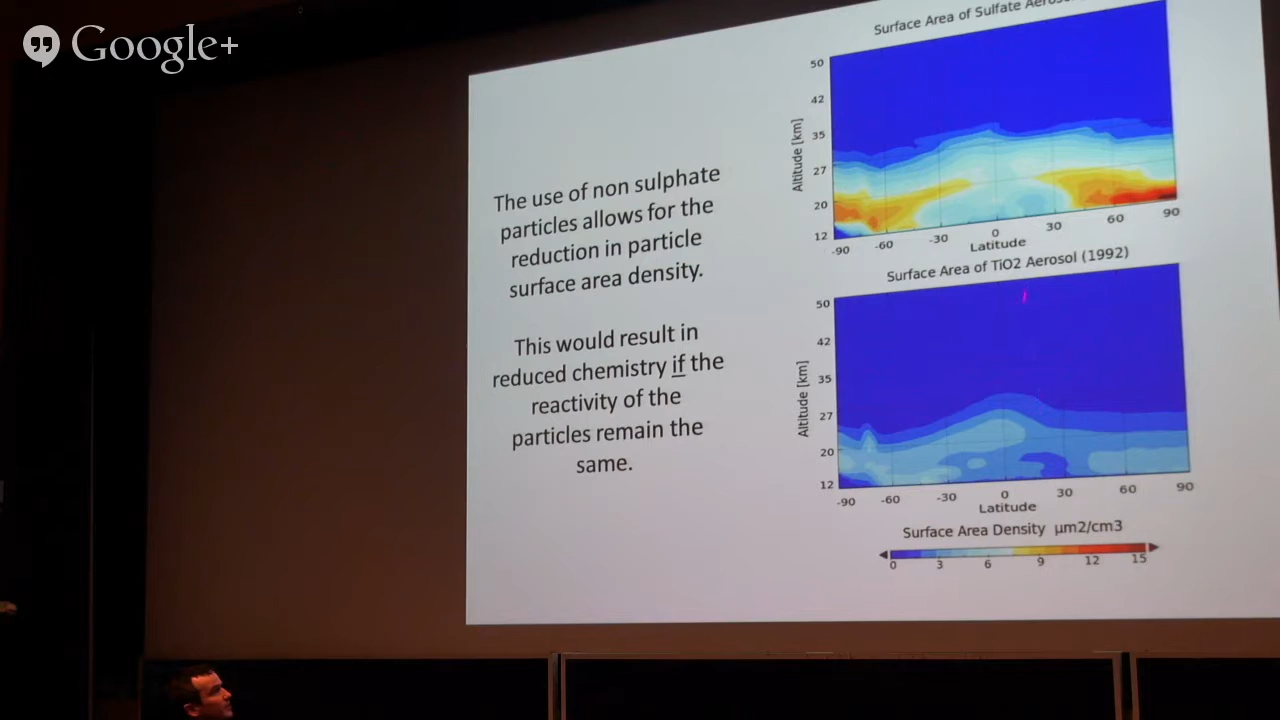 Google+
The use of non sulphate
particles allows for the
reduction in particle
surface area density.
This would result in
reduced chemistry if the
reactivity of the
particles remain the
same.
Surface Area of Sulfate
50
42
35
27
20
12
Altitude [km]
-90 -60 -30 0 30 60 90
Latitude
Surface Area of TiO2 Aerosol (1992)
50
42
35
27
20
12
Altitude [km]
-90 -60 -30 0 30 60 90
Latitude
Surface Area Density µm2/cm3
0 3 6 9 12 15